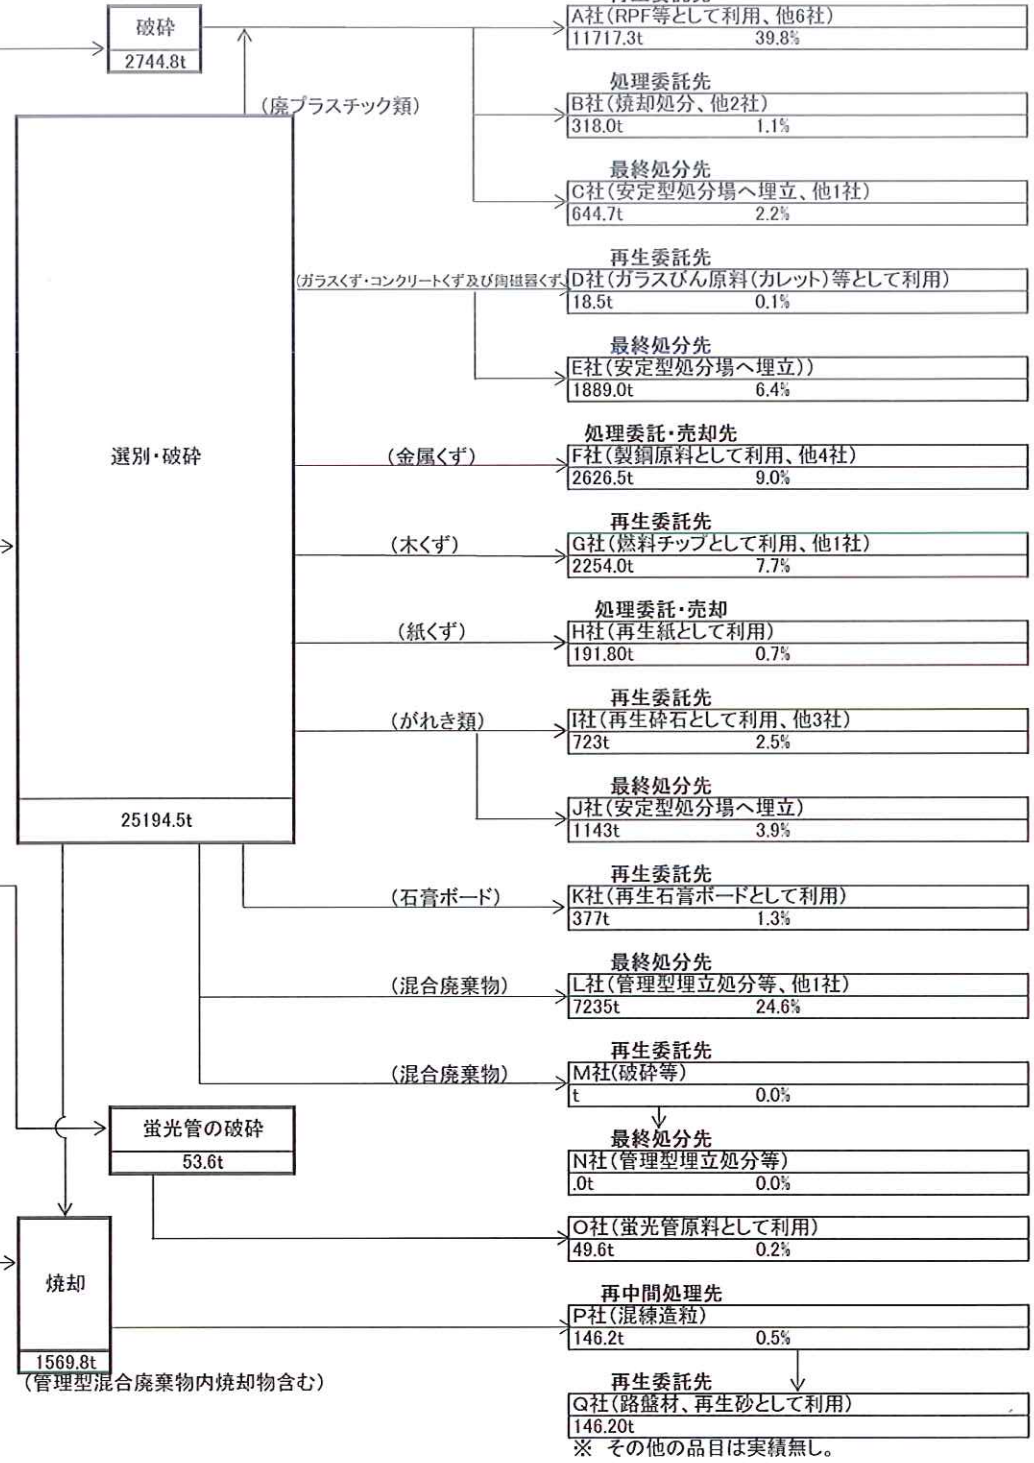 破砕
2744.8t
(廃プラスチック類)
A社(RPF等として利用、他6社)
11717.3t 39.8%
処理委託先
B社(焼却処分、他2社)
318.0t 1.1%
最終処分先
C社(安定型処分場へ埋立、他1社)
644.7t 2.2%
再生委託先
(ガラスくず・コンクリートくず及び陶磁器くず)
D社(ガラスびん原料(カレット)等として利用)
18.5t 0.1%
最終処分先
E社(安定型処分場へ埋立))
1889.0t 6.4%
選別・破砕
25194.5t
処理委託・売却先
(金属くず)
F社(製鋼原料として利用、他4社)
2626.5t 9.0%
再生委託先
(木くず)
G社(燃料チップとして利用、他1社)
2254.0t 7.7%
処理委託・売却
(紙くず)
H社(再生紙として利用)
191.80t 0.7%
再生委託先
(がれき類)
I社(再生砕石として利用、他3社)
723t 2.5%
最終処分先
J社(安定型処分場へ埋立)
1143t 3.9%
再生委託先
(石膏ボード)
K社(再生石膏ボードとして利用)
377t 1.3%
最終処分先
(混合廃棄物)
L社(管理型埋立処分等、他1社)
7235t 24.6%
再生委託先
(混合廃棄物)
M社(破砕等)
t 0.0%
最終処分先
N社(管理型埋立処分等)
.0t 0.0%
蛍光管の破砕
53.6t
O社(蛍光管原料として利用)
49.6t 0.2%
焼却
1569.8t
(管理型混合廃棄物内焼却物含む)
再中間処理先
P社(混練造粒)
146.2t 0.5%
再生委託先
Q社(路盤材、再生砂として利用)
146.20t
※ その他の品目は実績無し。